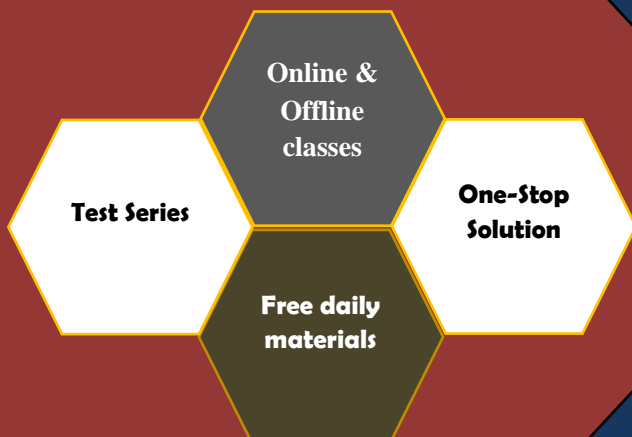 Online &
Offline
classes
Test Series
One-Stop
Solution
Free daily
materials